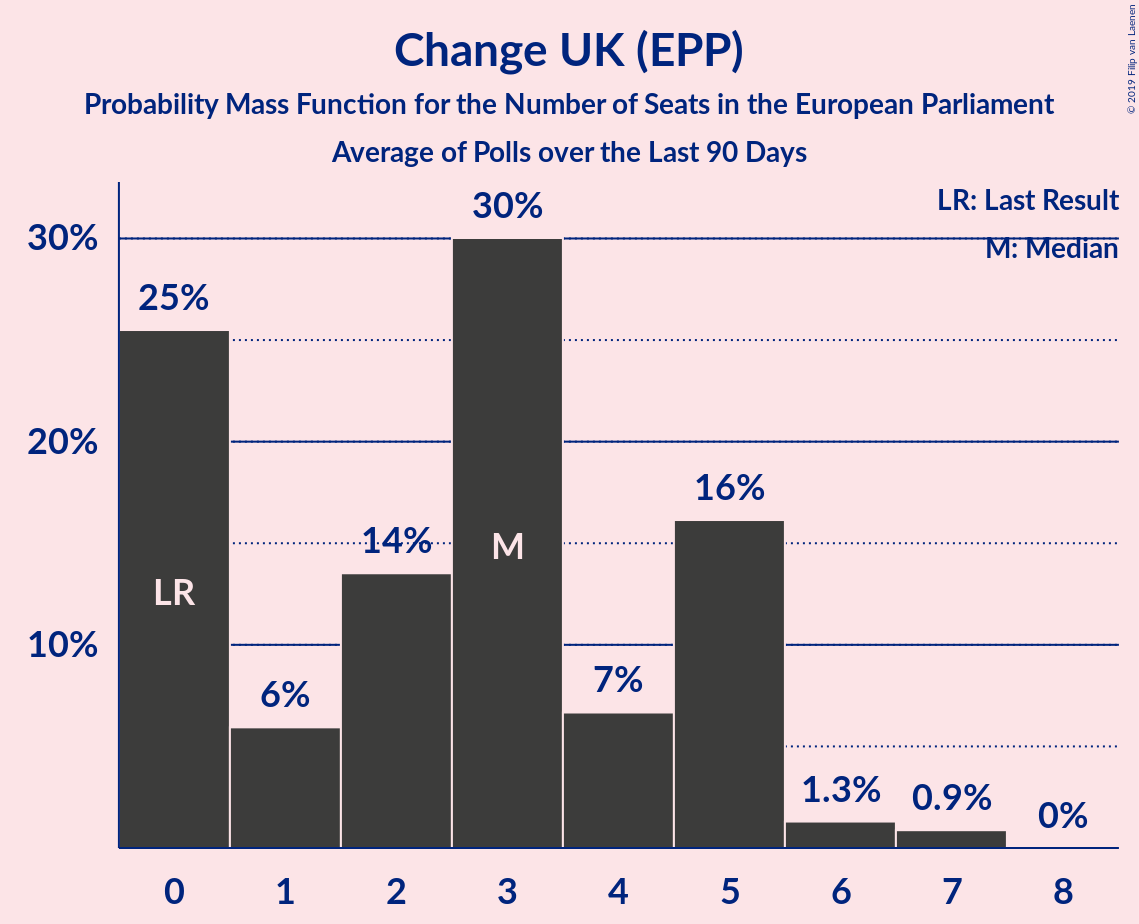 Change UK (EPP)
Probability Mass Function for the Number of Seats in the European Parliament
Average of Polls over the Last 90 Days
© 2019 Filip van Laenen
LR: Last Result
M: Median
30%
20%
10%
25%
6%
14%
30%
7%
16%
1.3%
0.9%
0%
LR
M
0 1 2 3 4 5 6 7 8